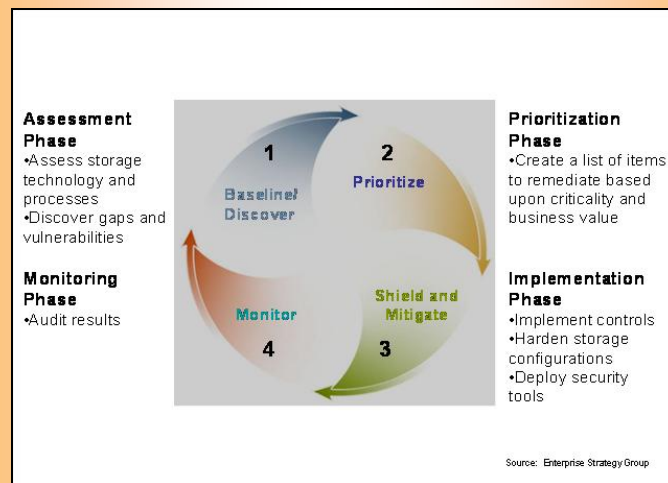 Assessment
Phase
•Assess storage
technology and
processes
•Discover gaps and
vulnerabilities
1
Baseline/
Discover
2
Prioritize
Prioritization
Phase
•Create a list of items
to remediate based
upon criticality and
business value
Monitoring
Phase
•Audit results
Monitor
4
Shield and
Mitigate
3
Implementation
Phase
•Implement controls
•Harden storage
configurations
•Deploy security
tools
Source: Enterprise Strategy Group